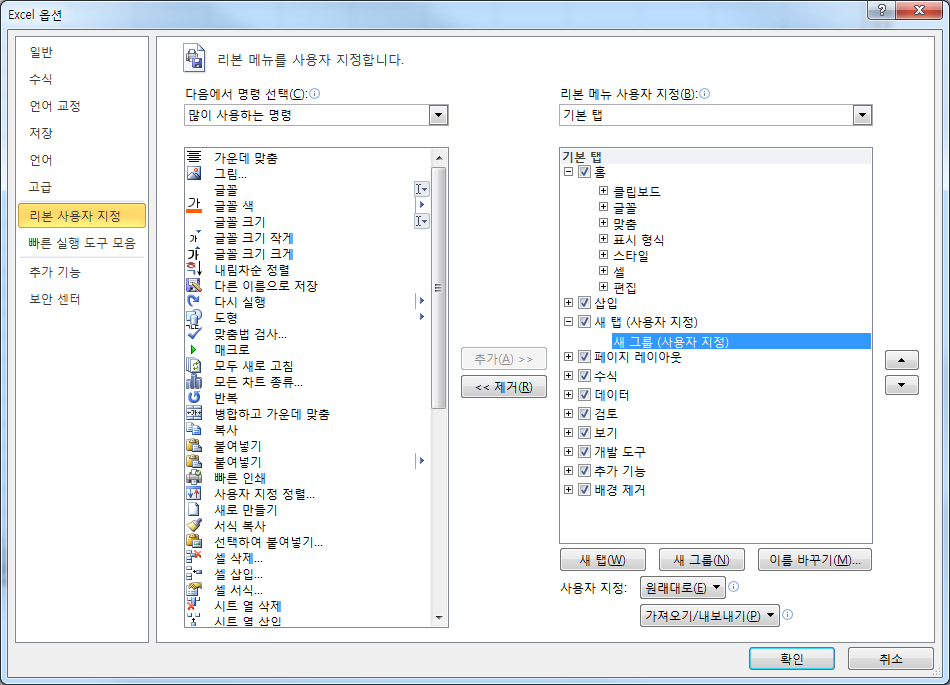 Excel 옵션
일반
수식
언어 교정
저장
언어
고급
리본 사용자 지정
빠른 실행 도구 모음
추가 기능
보안 센터
리본 메뉴를 사용자 지정합니다.
다음에서 명령 선택(C):
많이 사용하는 명령
가운데 맞춤
그림...
글꼴
글꼴 색
글꼴 크기
글꼴 크기 작게
글꼴 크기 크게
내림차순 정렬
다른 이름으로 저장
다시 실행
도형
맞춤법 검사...
매크로
모두 새로 고침
모든 차트 종류...
반복
병합하고 가운데 맞춤
복사
붙여넣기
붙여넣기
빠른 인쇄
사용자 지정 정렬...
새로 만들기
서식 복사
선택하여 붙여넣기...
셀 삭제...
셀 삽입...
셀 서식...
시트 열 삭제
시트 열 삽입
추가(A) >>
<< 제거(R)
리본 메뉴 사용자 지정(B):
기본 탭
기본 탭
홈
클립보드
글꼴
맞춤
표시 형식
스타일
셀
편집
삽입
새 탭 (사용자 지정)
새 그룹 (사용자 지정)
페이지 레이아웃
수식
데이터
검토
보기
개발 도구
추가 기능
배경 제거
새 탭(W)
새 그룹(N)
이름 바꾸기(M)...
사용자 지정:
원래대로(E)
가져오기/내보내기(P)
확인
취소